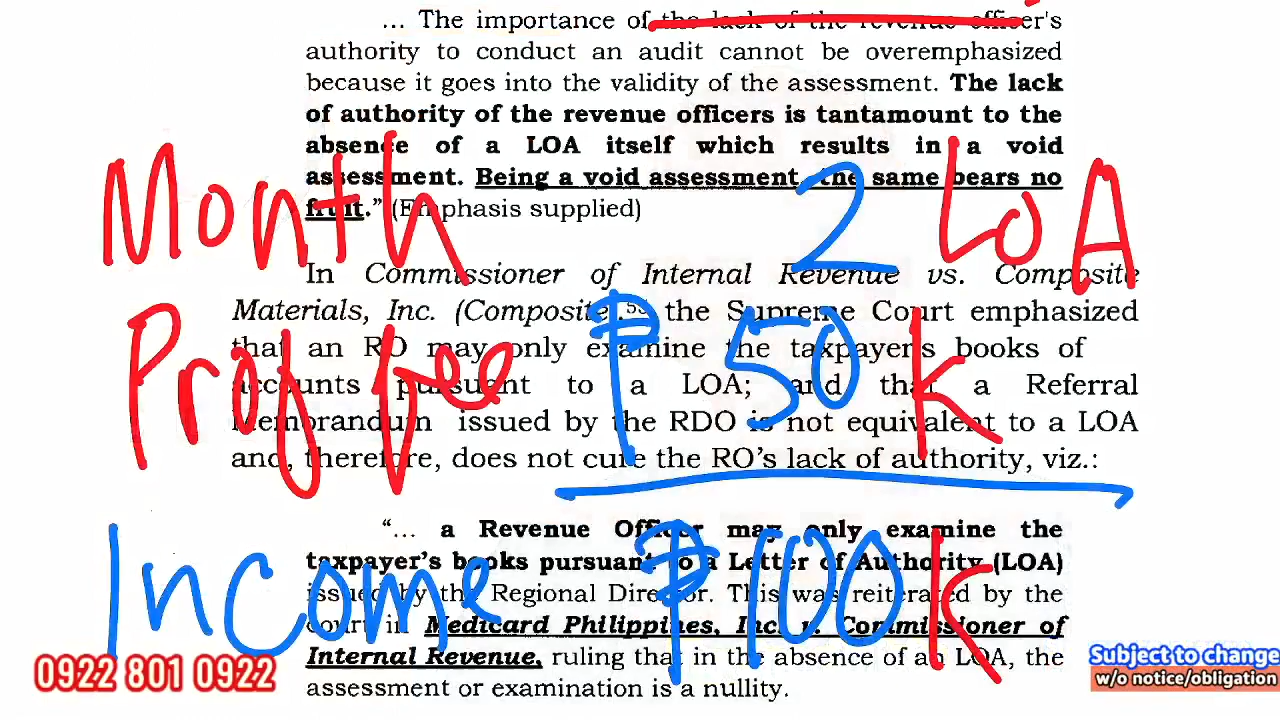 ... The importance of the lack of the revenue officer's
authority to conduct an audit cannot be overemphasized
because it goes into the validity of the assessment. The lack
of authority of the revenue officers is tantamount to the
absence of a LOA itself which results in a void
assessment. Being a void assessment, the same bears no
fruit.” (Emphasis supplied)
Month 2 LOA
In Commissioner of Internal Revenue vs. Composite
Materials, Inc. (Composite), the Supreme Court emphasized
that an RO may only examine the taxpayer's books of
accounts pursuant to a LOA; and that a Referral
Memorandum issued by the RDO is not equivalent to a LOA
and, therefore, does not cure the RO's lack of authority, viz.:
Prof fee ₱50k
“... a Revenue Officer may only examine the
taxpayer's books pursuant to a Letter of Authority (LOA)
issued by the Regional Director. This was reiterated by the
court in Medicard Philippines, Inc. v. Commissioner of
Internal Revenue, ruling that in the absence of an LOA, the
assessment or examination is a nullity.
Income ₱100k
0922 801 0922
Subject to change
w/o notice/obligation